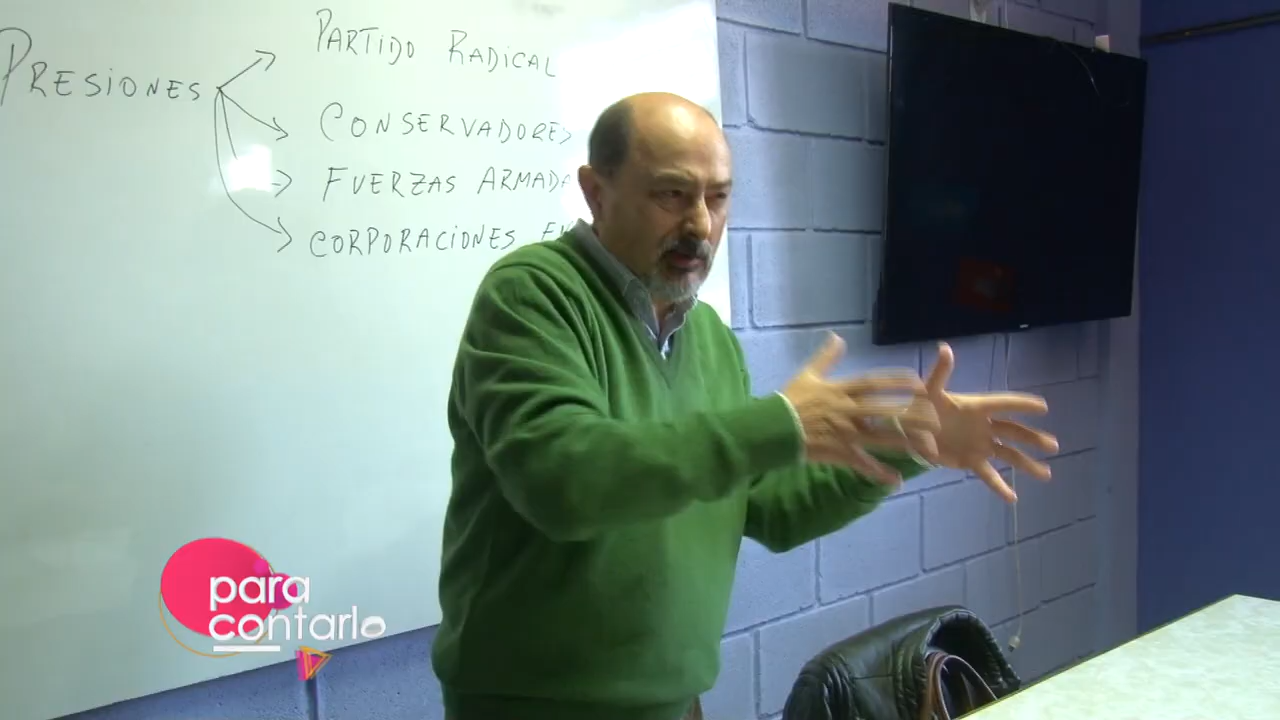 PRESIONES
PARTIDO RADICAL
CONSERVADORES
FUERZAS ARMADA
CORPORACIONES
para
contarlo